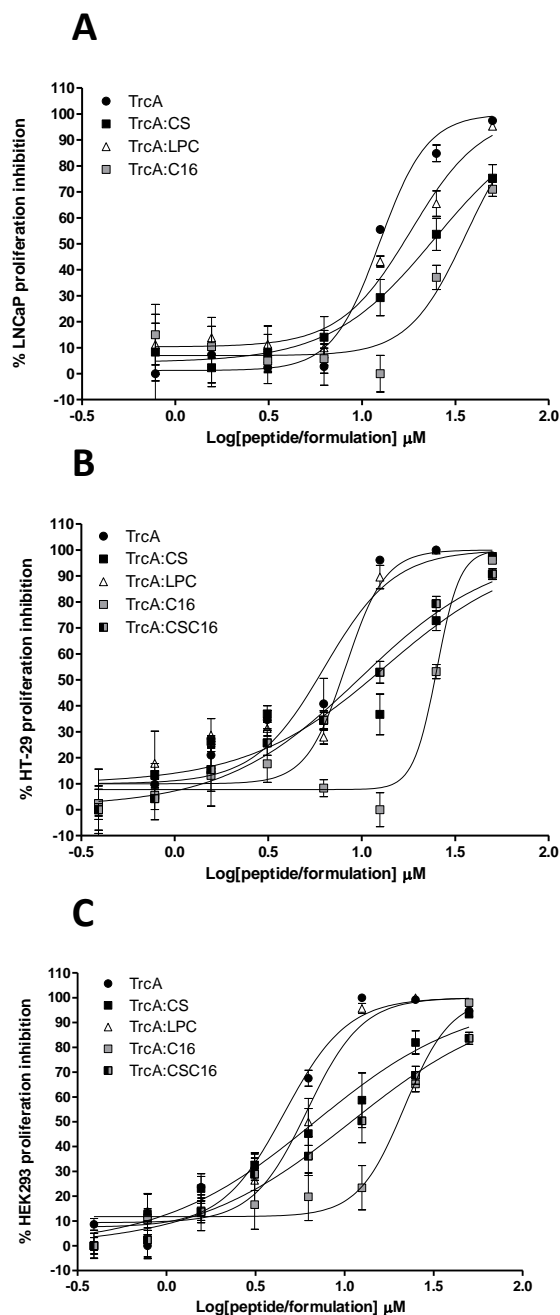 A
110
100
90
80
70
60
50
40
30
20
10
0
-10
% LNCaP proliferation inhibition
TrcA
TrcA:CS
TrcA:LPC
TrcA:C16
-0.5
0.0
0.5
1.0
1.5
2.0
Log[peptide/formulation] µM
B
110
100
90
80
70
60
50
40
30
20
10
0
-10
% HT-29 proliferation inhibition
TrcA
TrcA:CS
TrcA:LPC
TrcA:C16
TrcA:CSC16
-0.5
0.0
0.5
1.0
1.5
2.0
Log[peptide/formulation] µM
C
110
100
90
80
70
60
50
40
30
20
10
0
-10
% HEK293 proliferation inhibition
TrcA
TrcA:CS
TrcA:LPC
TrcA:C16
TrcA:CSC16
-0.5
0.0
0.5
1.0
1.5
2.0
Log[peptide/formulation] µM